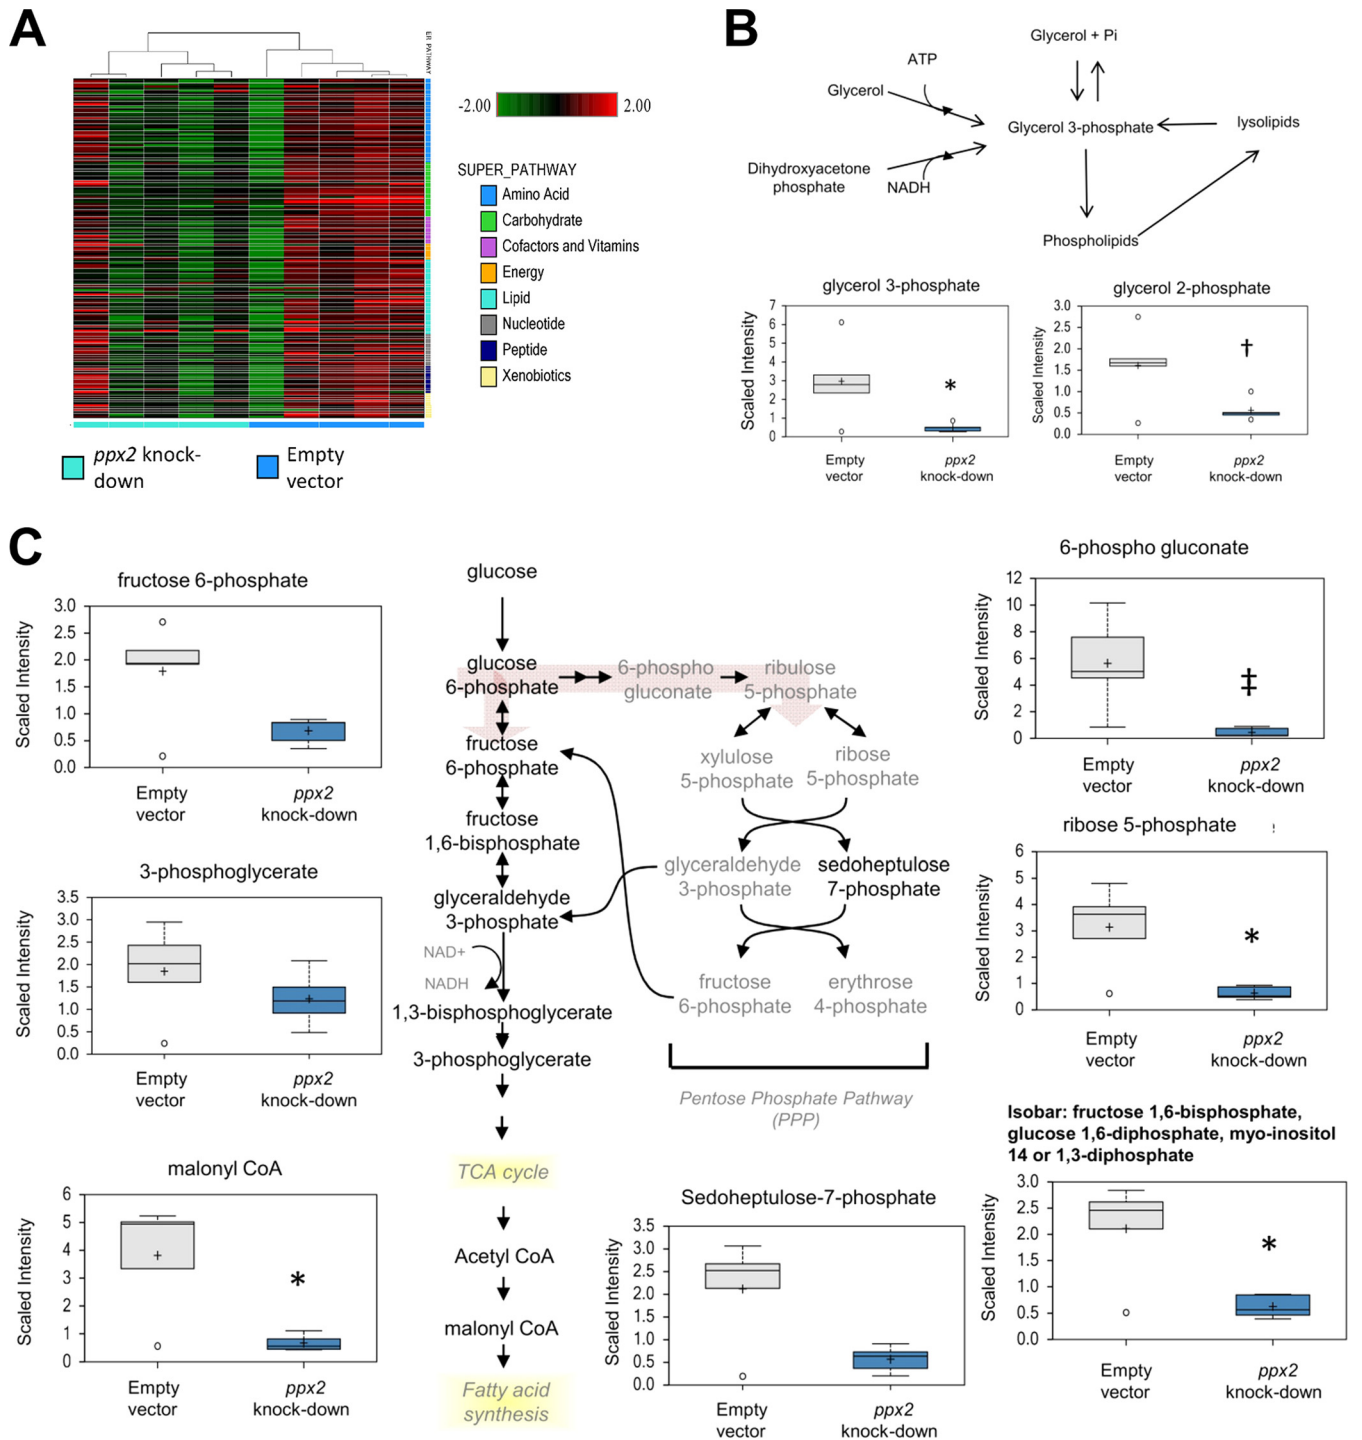 A
ER_PATHWAY
-2.00
2.00
SUPER_PATHWAY
Amino Acid
Carbohydrate
Cofactors and Vitamins
Energy
Lipid
Nucleotide
Peptide
Xenobiotics
ppx2 knock-
down
Empty
vector
B
Glycerol + Pi
ATP
Glycerol
Glycerol 3-phosphate
lysolipids
Dihydroxyacetone
phosphate
NADH
Phospholipids
glycerol 3-phosphate
Scaled Intensity
7
6
5
4
3
2
1
0
*
Empty
vector
ppx2
knock-down
glycerol 2-phosphate
Scaled Intensity
3.0
2.5
2.0
1.5
1.0
0.5
0.0
†
Empty
vector
ppx2
knock-down
C
fructose 6-phosphate
Scaled Intensity
3.0
2.5
2.0
1.5
1.0
0.5
0.0
Empty
vector
ppx2
knock-down
3-phosphoglycerate
Scaled Intensity
3.5
3.0
2.5
2.0
1.5
1.0
0.5
0.0
Empty
vector
ppx2
knock-down
malonyl CoA
Scaled Intensity
6
5
4
3
2
1
0
*
Empty
vector
ppx2
knock-down
glucose
glucose
6-phosphate
6-phospho
gluconate
ribulose
5-phosphate
fructose
6-phosphate
xylulose
5-phosphate
ribose
5-phosphate
fructose
1,6-bisphosphate
glyceraldehyde
3-phosphate
glyceraldehyde
3-phosphate
sedoheptulose
7-phosphate
NAD+
NADH
fructose
6-phosphate
erythrose
4-phosphate
1,3-bisphosphoglycerate
3-phosphoglycerate
Pentose Phosphate Pathway
(PPP)
TCA cycle
Acetyl CoA
malonyl CoA
Fatty acid
synthesis
Sedoheptulose-7-phosphate
Scaled Intensity
3.5
3.0
2.5
2.0
1.5
1.0
0.5
0.0
Empty
vector
ppx2
knock-down
6-phospho gluconate
Scaled Intensity
12
10
8
6
4
2
0
‡
Empty
vector
ppx2
knock-down
ribose 5-phosphate
Scaled Intensity
6
5
4
3
2
1
0
*
Empty
vector
ppx2
knock-down
Isobar: fructose 1,6-bisphosphate,
glucose 1,6-diphosphate, myo-inositol
14 or 1,3-diphosphate
Scaled Intensity
3.0
2.5
2.0
1.5
1.0
0.5
0.0
*
Empty
vector
ppx2
knock-down